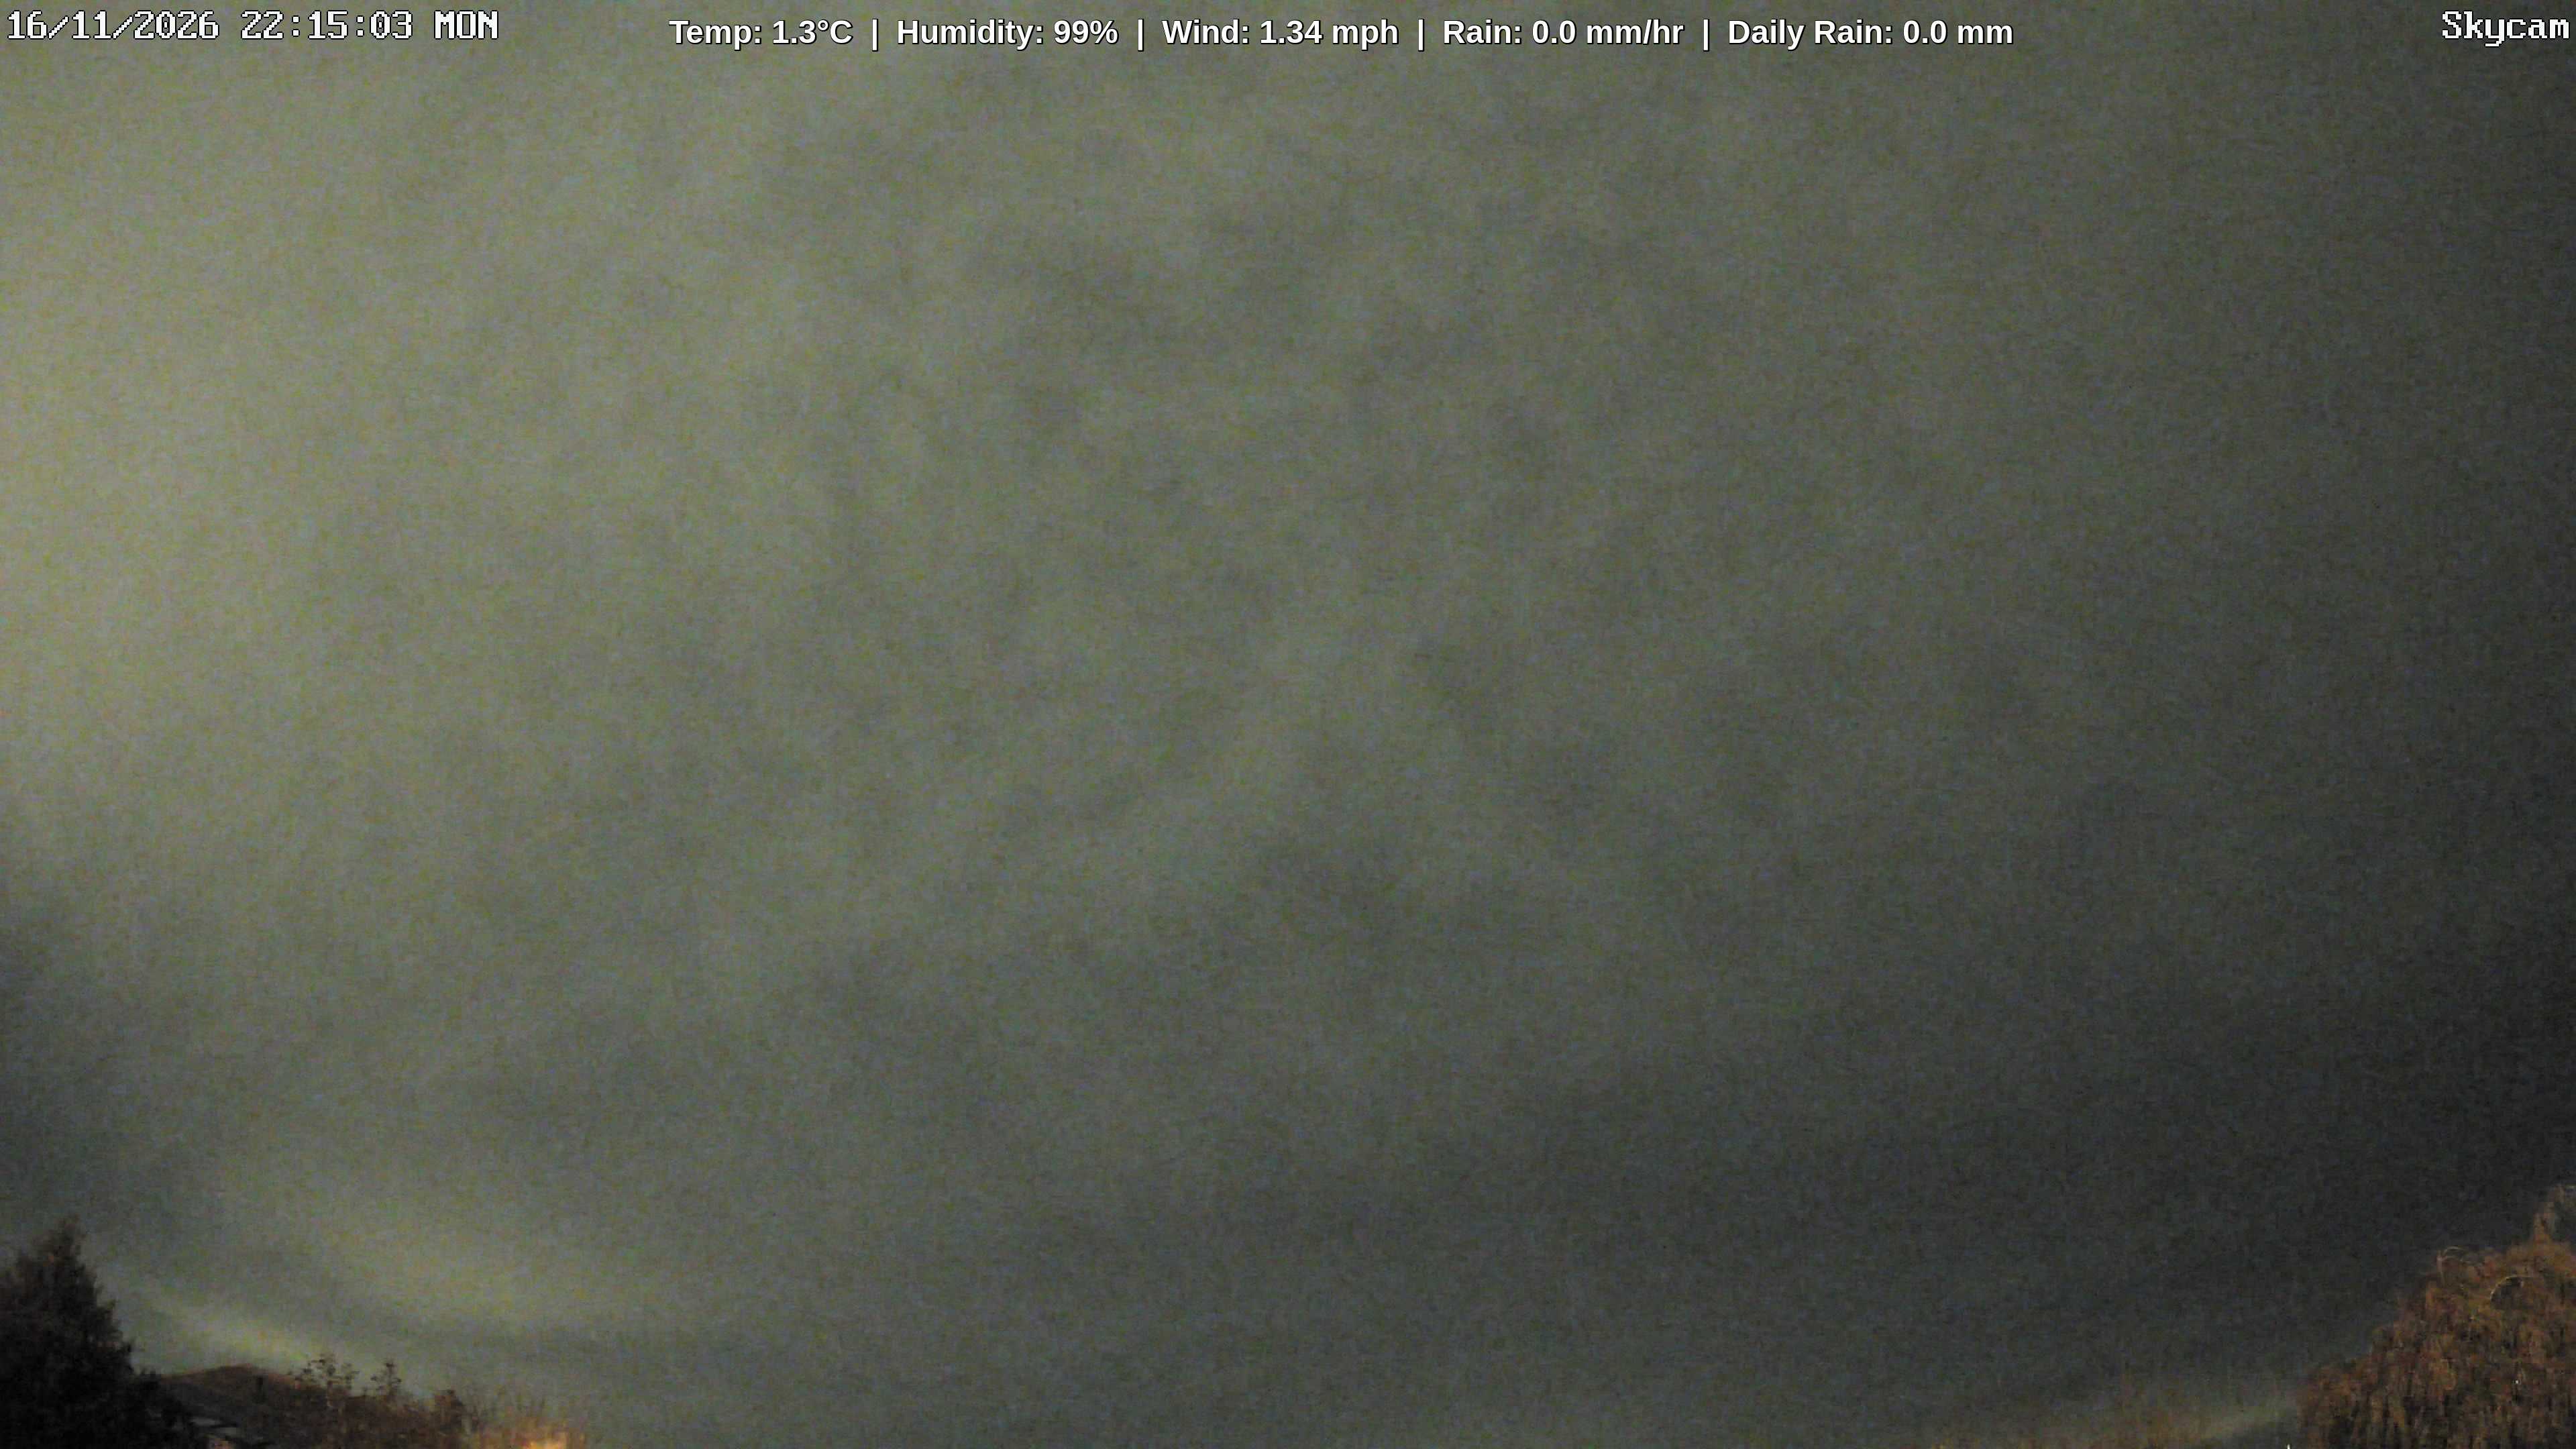 16/11/2026 22:15:03 MON
Temp: 1.3°C | Humidity: 99% | Wind: 1.34 mph | Rain: 0.0 mm/hr | Daily Rain: 0.0 mm
Skycam